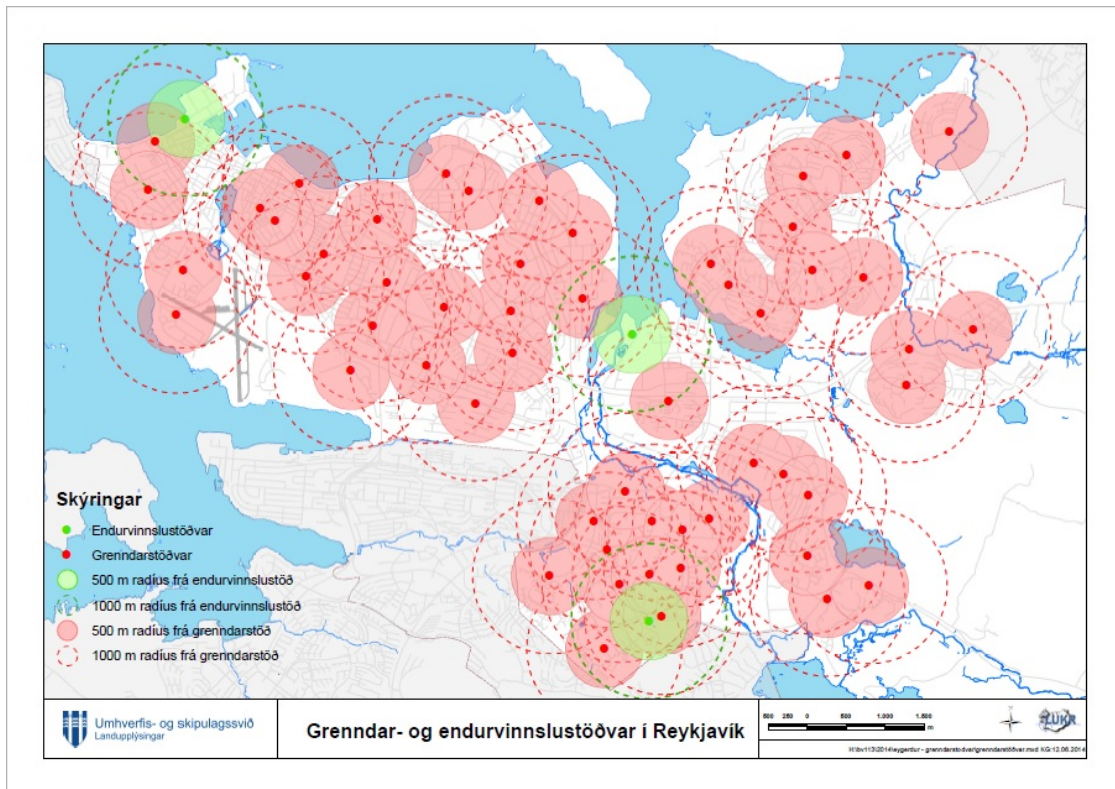 Skýringar
Endurvinnslustöðvar
Grenndarstöðvar
500 m radíus frá endurvinnslustöð
1000 m radíus frá endurvinnslustöð
500 m radíus frá grenndarstöð
1000 m radíus frá grenndarstöð
Umhverfis- og skipulagssvið
Landupplýsingar
Grenndar- og endurvinnslustöðvar í Reykjavík
500 250 0 500 1.000 1.500
m
LUKR